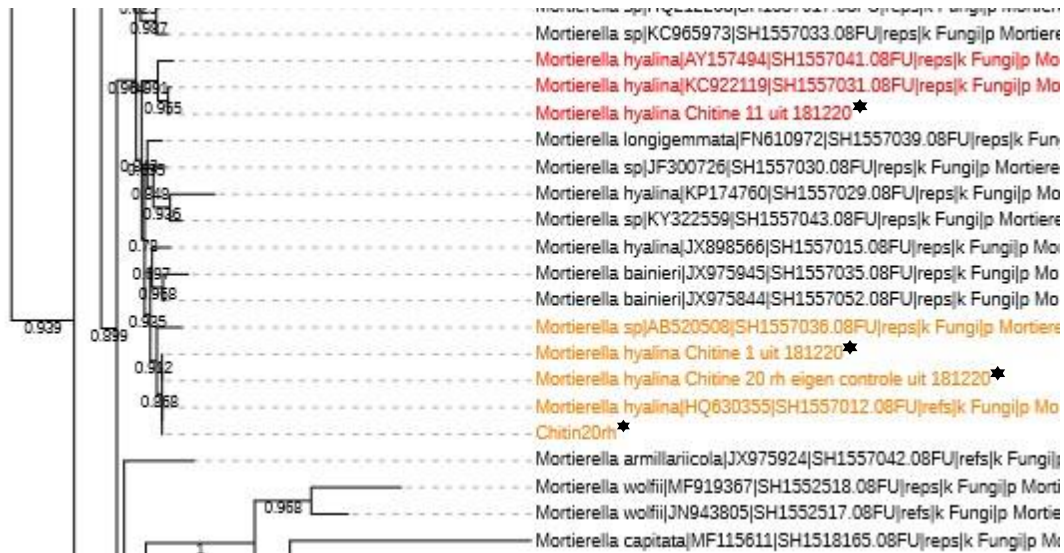 0.987
Mortierella sp|KC965973|SH1557033.08FU|reps|k Fungi|p Mortiere
Mortierella hyalina|AY157494|SH1557041.08FU|reps|k Fungi|p Mo
Mortierella hyalina|KC922119|SH1557031.08FU|reps|k Fungi|p Mo
0.955
Mortierella hyalina Chitine 11 uit 181220
Mortierella longigemmata|FN610972|SH1557039.08FU|reps|k Fun
Mortierella sp|JF300726|SH1557030.08FU|reps|k Fungi|p Mortiere
0.949
Mortierella hyalina|KP174760|SH1557029.08FU|reps|k Fungi|p Mo
0.936
Mortierella sp|KY322559|SH1557043.08FU|reps|k Fungi|p Mortiere
0.78
Mortierella hyalina|JX898566|SH1557015.08FU|reps|k Fungi|p Mo
0.897
Mortierella bainieri|JX975945|SH1557035.08FU|reps|k Fungi|p Mo
0.968
Mortierella bainieri|JX975844|SH1557052.08FU|reps|k Fungi|p Mo
0.939
0.899
0.925
Mortierella sp|AB520508|SH1557036.08FU|reps|k Fungi|p Mortiere
Mortierella hyalina Chitine 1 uit 181220
0.912
Mortierella hyalina Chitine 20 rh eigen controle uit 181220
0.958
Mortierella hyalina|HQ630355|SH1557012.08FU|refs|k Fungi|p Mo
Chitin20rh
Mortierella armillariicola|JX975924|SH1557042.08FU|refs|k Fungi|p
Mortierella wolfii|MF919367|SH1552518.08FU|reps|k Fungi|p Morti
0.968
Mortierella wolfii|JN943805|SH1552517.08FU|refs|k Fungi|p Mortie
Mortierella capitata|MF115611|SH1518165.08FU|reps|k Fungi|p M